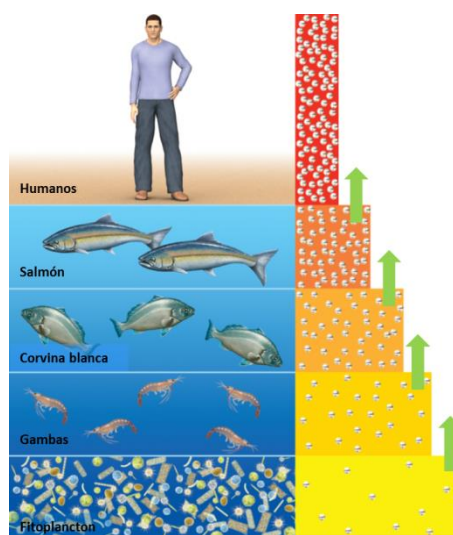 Humanos
Salmón
Corvina blanca
Gambas
Fitoplancton